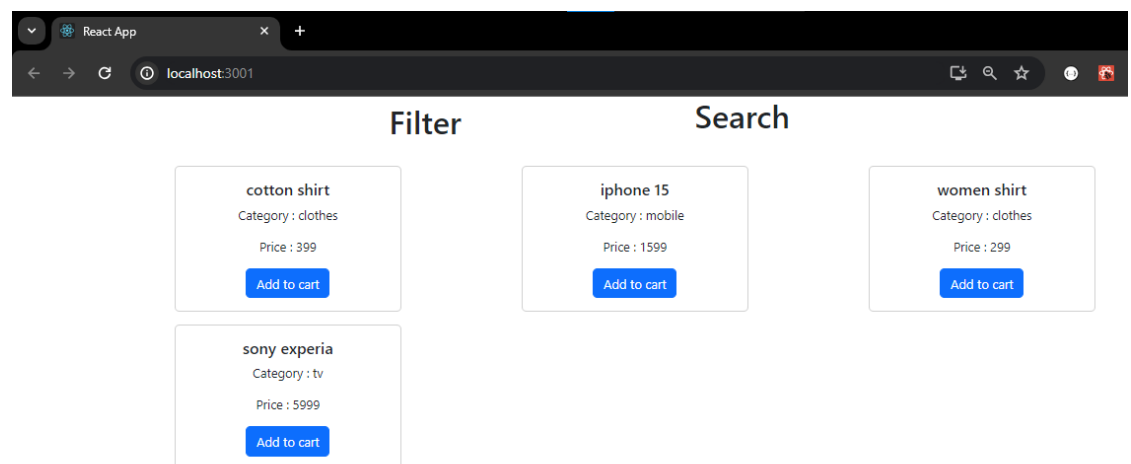 React App
localhost:3001
Filter
Search
cotton shirt
Category : clothes
Price : 399
Add to cart
iphone 15
Category : mobile
Price : 1599
Add to cart
women shirt
Category : clothes
Price : 299
Add to cart
sony experia
Category : tv
Price : 5999
Add to cart